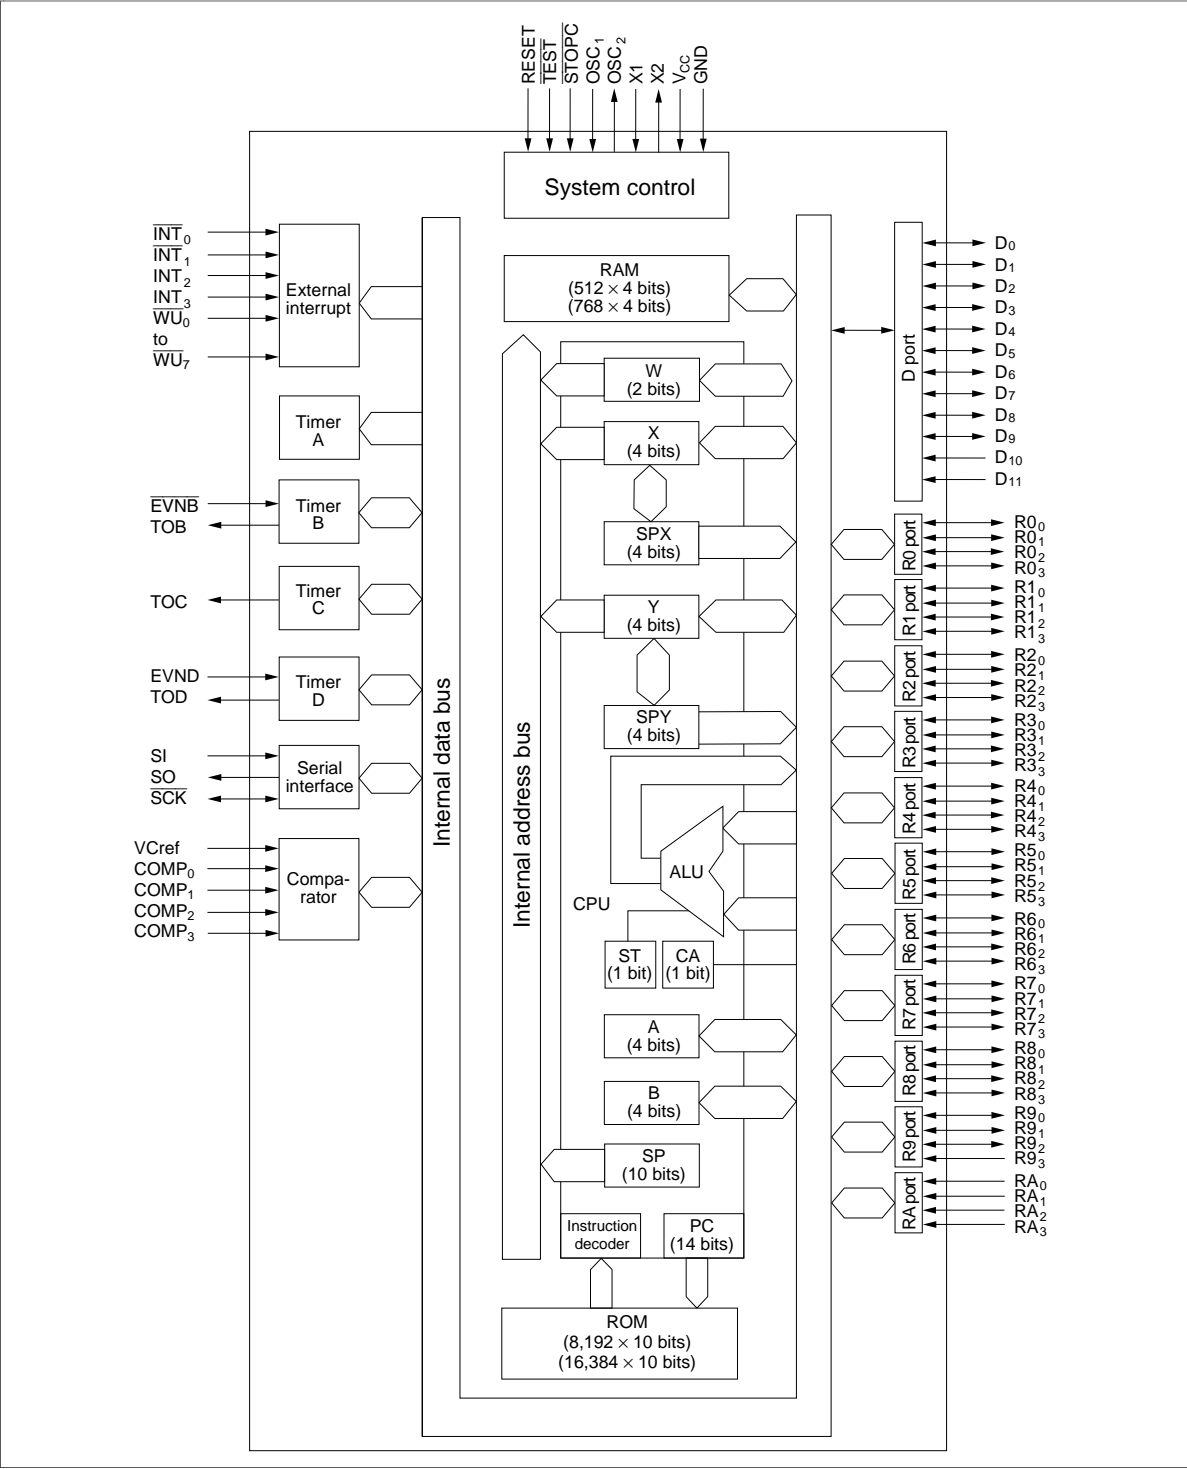 RESET
TEST
STOPC
OSC1
OSC2
X1
X2
VCC
GND
System control
INT0
INT1
INT2
INT3
WU0
to
WU7
External
interrupt
Timer
A
EVNB
TOB
Timer
B
TOC
Timer
C
EVND
TOD
Timer
D
SI
SO
SCK
Serial
interface
VCref
COMP0
COMP1
COMP2
COMP3
Compa-
rator
Internal data bus
Internal address bus
RAM
(512 × 4 bits)
(768 × 4 bits)
W
(2 bits)
X
(4 bits)
SPX
(4 bits)
Y
(4 bits)
SPY
(4 bits)
ALU
CPU
ST
(1 bit)
CA
(1 bit)
A
(4 bits)
B
(4 bits)
SP
(10 bits)
Instruction
decoder
PC
(14 bits)
ROM
(8,192 × 10 bits)
(16,384 × 10 bits)
D port
D0
D1
D2
D3
D4
D5
D6
D7
D8
D9
D10
D11
R0 port
R00
R01
R02
R03
R1 port
R10
R11
R12
R13
R2 port
R20
R21
R22
R23
R3 port
R30
R31
R32
R33
R4 port
R40
R41
R42
R43
R5 port
R50
R51
R52
R53
R6 port
R60
R61
R62
R63
R7 port
R70
R71
R72
R73
R8 port
R80
R81
R82
R83
R9 port
R90
R91
R92
R93
RA port
RA0
RA1
RA2
RA3